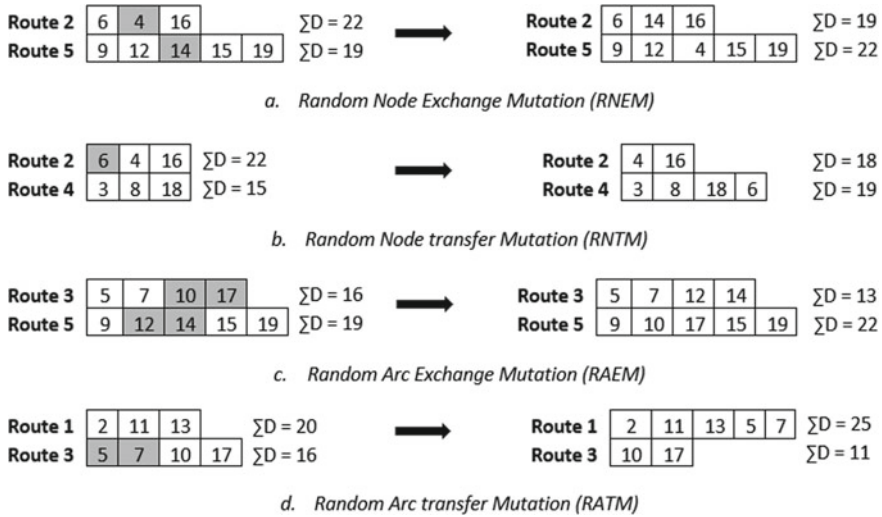 Route 2 6 4 16 ∑D = 22 Route 2 6 14 16 ∑D = 19
Route 5 9 12 14 15 19 ∑D = 19 Route 5 9 12 4 15 19 ∑D = 22
a. Random Node Exchange Mutation (RNEM)
Route 2 6 4 16 ∑D = 22 Route 2 4 16 ∑D = 18
Route 4 3 8 18 ∑D = 15 Route 4 3 8 18 6 ∑D = 19
b. Random Node transfer Mutation (RNTM)
Route 3 5 7 10 17 ∑D = 16 Route 3 5 7 12 14 ∑D = 13
Route 5 9 12 14 15 19 ∑D = 19 Route 5 9 10 17 15 19 ∑D = 22
c. Random Arc Exchange Mutation (RAEM)
Route 1 2 11 13 ∑D = 20 Route 1 2 11 13 5 7 ∑D = 25
Route 3 5 7 10 17 ∑D = 16 Route 3 10 17 ∑D = 11
d. Random Arc transfer Mutation (RATM)